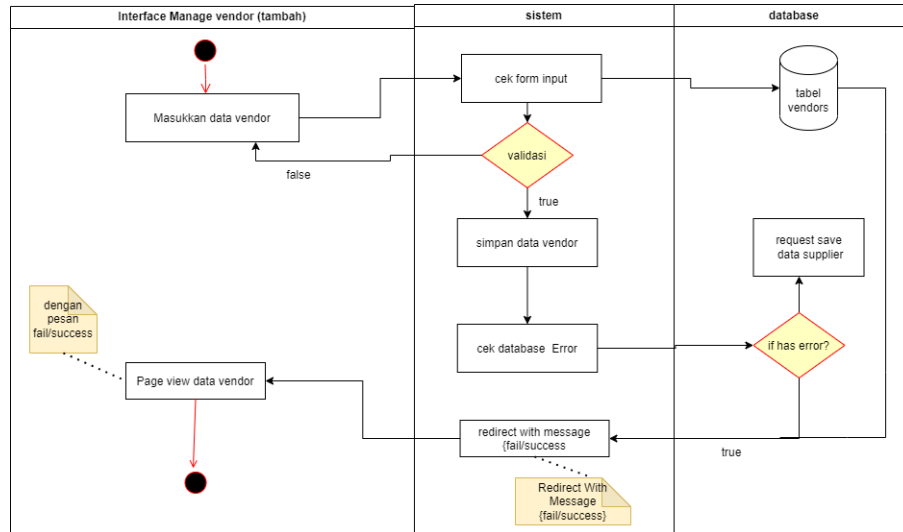 Interface Manage vendor (tambah)
sistem
database
Masukkan data vendor
cek form input
tabel
vendors
validasi
false
true
simpan data vendor
request save
data supplier
dengan
pesan
fail/success
cek database Error
if has error?
Page view data vendor
redirect with message
{fail/success
true
Redirect With
Message
{fail/success}